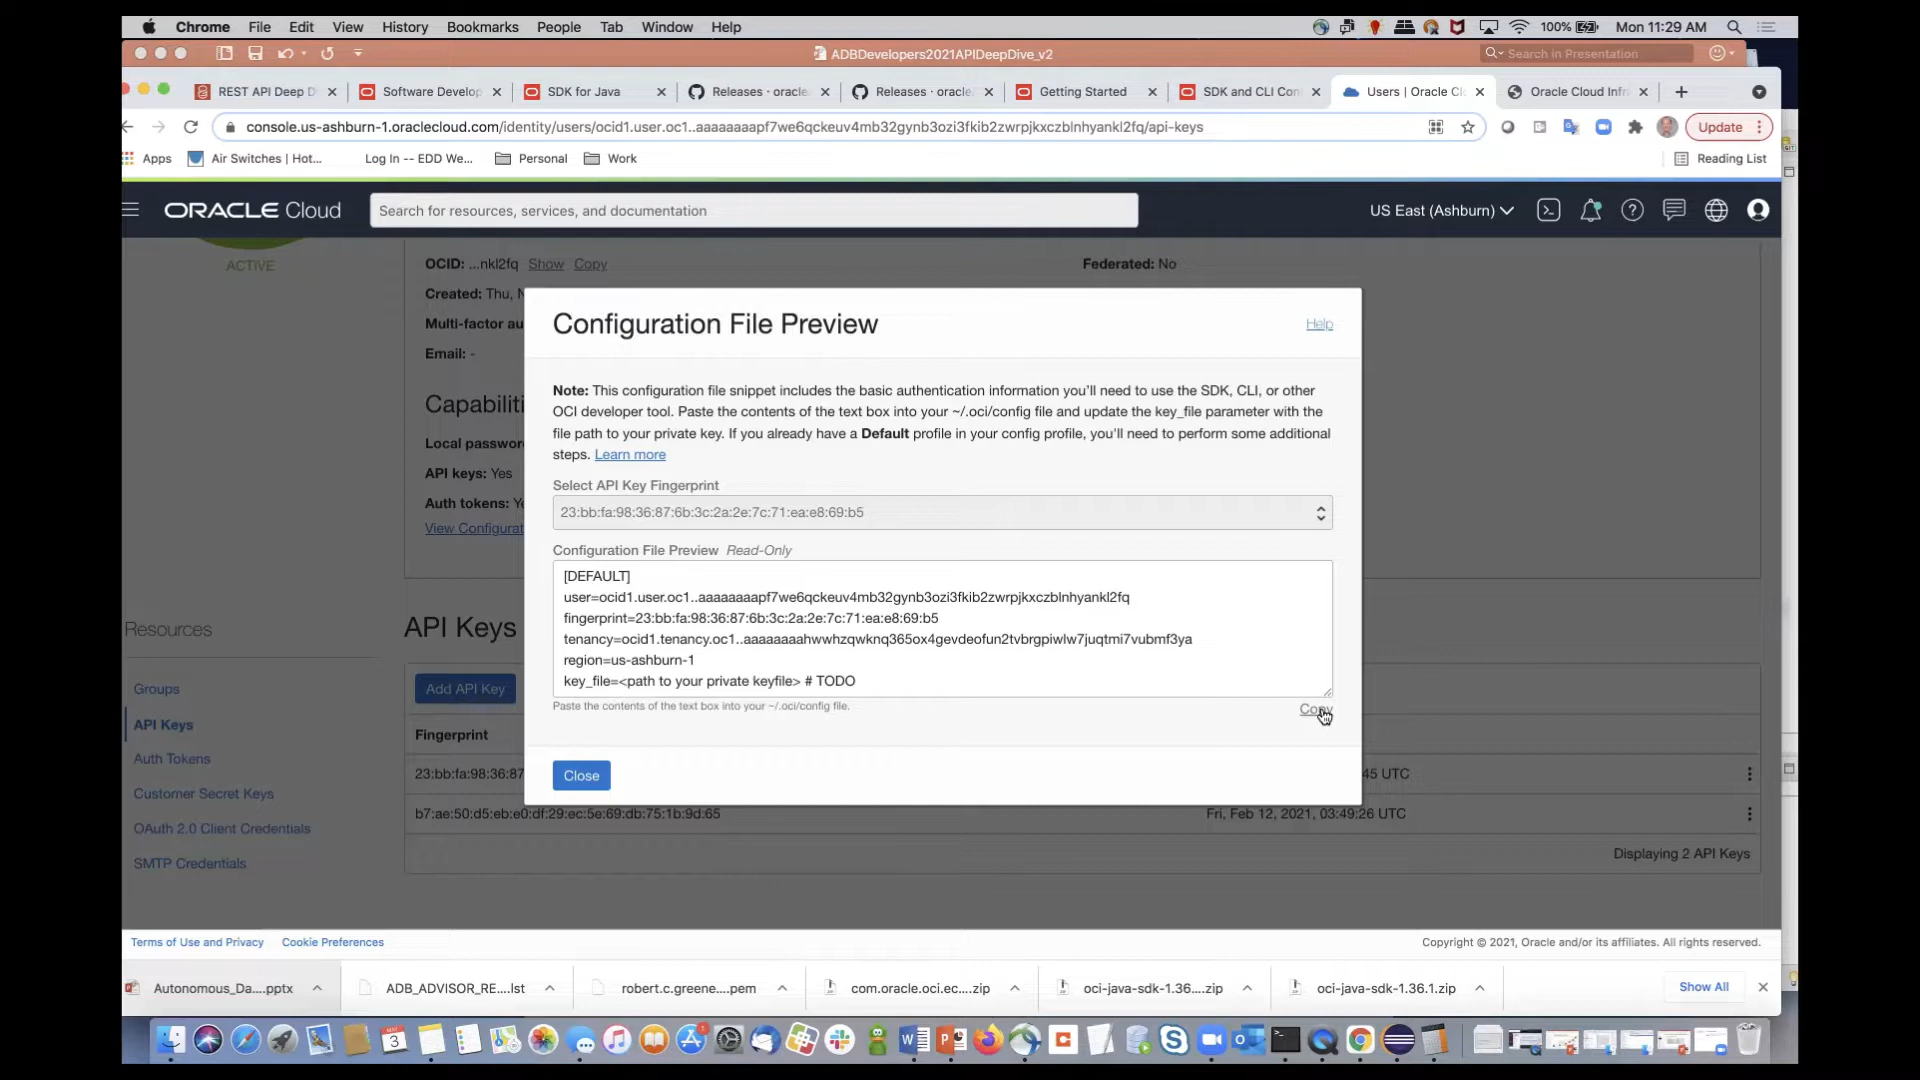 Chrome File Edit View History Bookmarks People Tab Window Help 100% Mon 11:29 AM
ADBDevelopers2021APIDeepDive_v2 Search in Presentation
REST API Deep D Software Develop SDK for Java Releases · oracle Releases · oracle Getting Started SDK and CLI Con Users | Oracle Cl Oracle Cloud Infr
console.us-ashburn-1.oraclecloud.com/identity/users/ocid1.user.oc1..aaaaaaaapf7we6qckeuv4mb32gynb3ozi3fkib2zwrpjkxczblnhyankl2fq/api-keys Update
Apps Air Switches | Hot... Log In -- EDD We... Personal Work Reading List
ORACLE Cloud Search for resources, services, and documentation US East (Ashburn)
ACTIVE OCID: ...nkl2fq Show Copy Federated: No
Created: Thu, N
Multi-factor au
Email: -
Capabiliti
Local passwor
API keys: Yes
Auth tokens: Ye
View Configurat
Configuration File Preview Help
Note: This configuration file snippet includes the basic authentication information you'll need to use the SDK, CLI, or other
OCI developer tool. Paste the contents of the text box into your ~/.oci/config file and update the key_file parameter with the
file path to your private key. If you already have a Default profile in your config profile, you'll need to perform some additional
steps. Learn more
Select API Key Fingerprint
23:bb:fa:98:36:87:6b:3c:2a:2e:7c:71:ea:e8:69:b5
Configuration File Preview Read-Only
[DEFAULT]
user=ocid1.user.oc1..aaaaaaaapf7we6qckeuv4mb32gynb3ozi3fkib2zwrpjkxczblnhyankl2fq
fingerprint=23:bb:fa:98:36:87:6b:3c:2a:2e:7c:71:ea:e8:69:b5
tenancy=ocid1.tenancy.oc1..aaaaaaaahwwhzqwknq365ox4gevdeofun2tvbrgpiwlw7juqtmi7vubmf3ya
region=us-ashburn-1
key_file=<path to your private keyfile> # TODO
Paste the contents of the text box into your ~/.oci/config file.
Copy
Close
Resources
Groups
API Keys
Auth Tokens
Customer Secret Keys
OAuth 2.0 Client Credentials
SMTP Credentials
API Keys
Add API Key
Fingerprint
23:bb:fa:98:36:87 45 UTC
b7:ae:50:d5:eb:e0:df:29:ec:5e:69:db:75:1b:9d:65 Fri, Feb 12, 2021, 03:49:26 UTC
Displaying 2 API Keys
Terms of Use and Privacy Cookie Preferences Copyright © 2021, Oracle and/or its affiliates. All rights reserved.
Autonomous_Da....pptx ADB_ADVISOR_RE....lst robert.c.greene....pem com.oracle.oci.ec....zip oci-java-sdk-1.36....zip oci-java-sdk-1.36.1.zip Show All